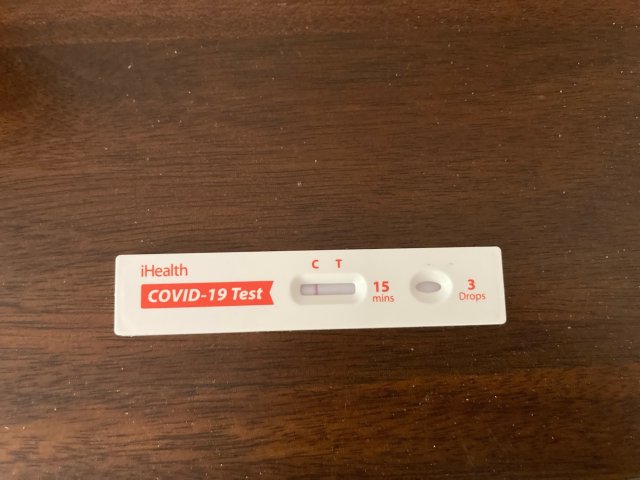 iHealth
COVID-19 Test
C T
15
mins
3
Drops